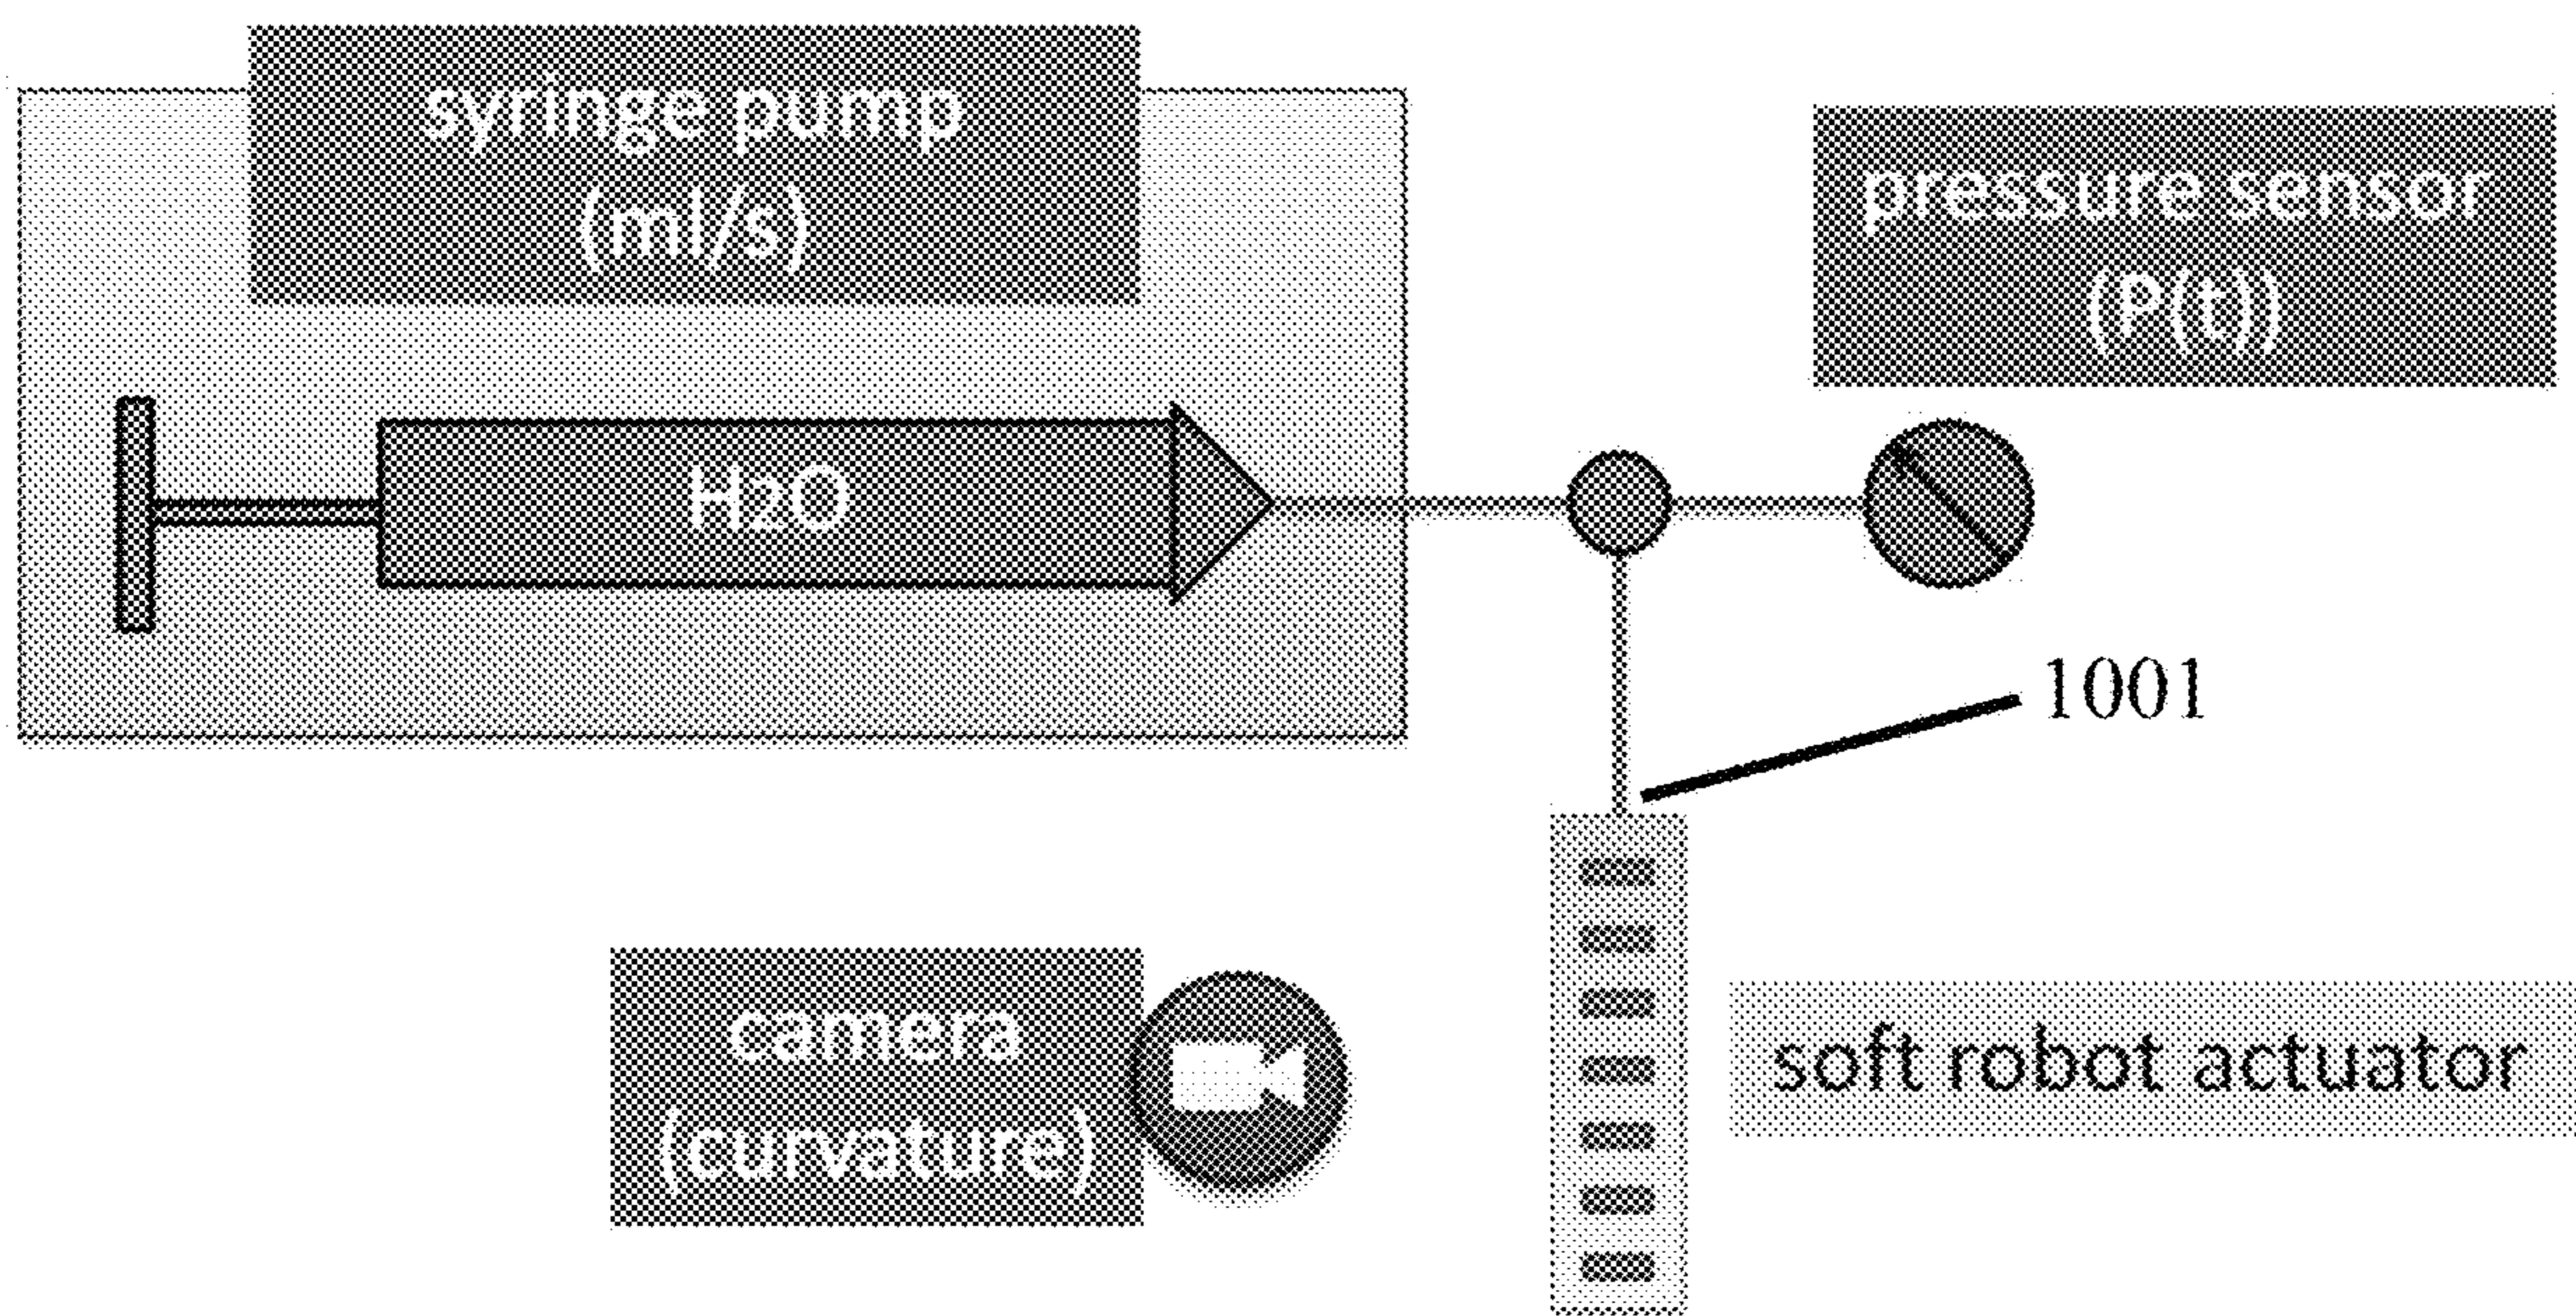 syringe pump
(ml/s)
pressure sensor
(P(t))
H2O
1001
camera
(curvature)
soft robot actuator